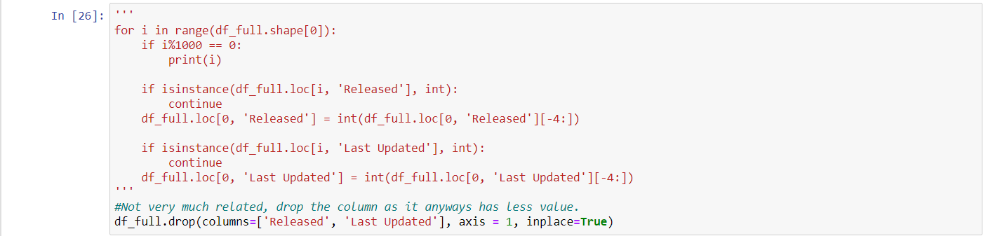 In [26]:
'''
for i in range(df_full.shape[0]):
    if i%1000 == 0:
        print(i)

    if isinstance(df_full.loc[i, 'Released'], int):
        continue
    df_full.loc[0, 'Released'] = int(df_full.loc[0, 'Released'][-4:])

    if isinstance(df_full.loc[i, 'Last Updated'], int):
        continue
    df_full.loc[0, 'Last Updated'] = int(df_full.loc[0, 'Last Updated'][-4:])
'''
#Not very much related, drop the column as it anyways has less value.
df_full.drop(columns=['Released', 'Last Updated'], axis = 1, inplace=True)